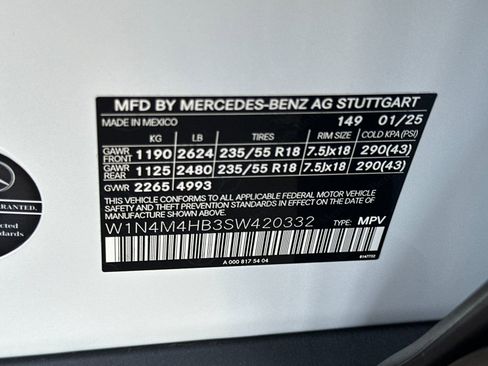 MFD BY MERCEDES-BENZ AG STUTTGART
MADE IN MEXICO 149 01/25
KG LB TIRES RIM SIZE COLD KPA (PSI)
GAWR FRONT 1190 2624 235/55 R18 7.5Jx18 290(43)
GAWR REAR 1125 2480 235/55 R18 7.5Jx18 290(43)
GWR 2265 4993
THIS VEHICLE CONFORMS TO ALL APPLICABLE FEDERAL MOTOR VEHICLE
SAFETY AND THEFT PREVENTION STANDARDS IN EFFECT ON
THE DATE OF MANUFACTURE SHOWN ABOVE.
W1N4M4HB3SW420332 TYPE: MPV
A 000 817 54 04